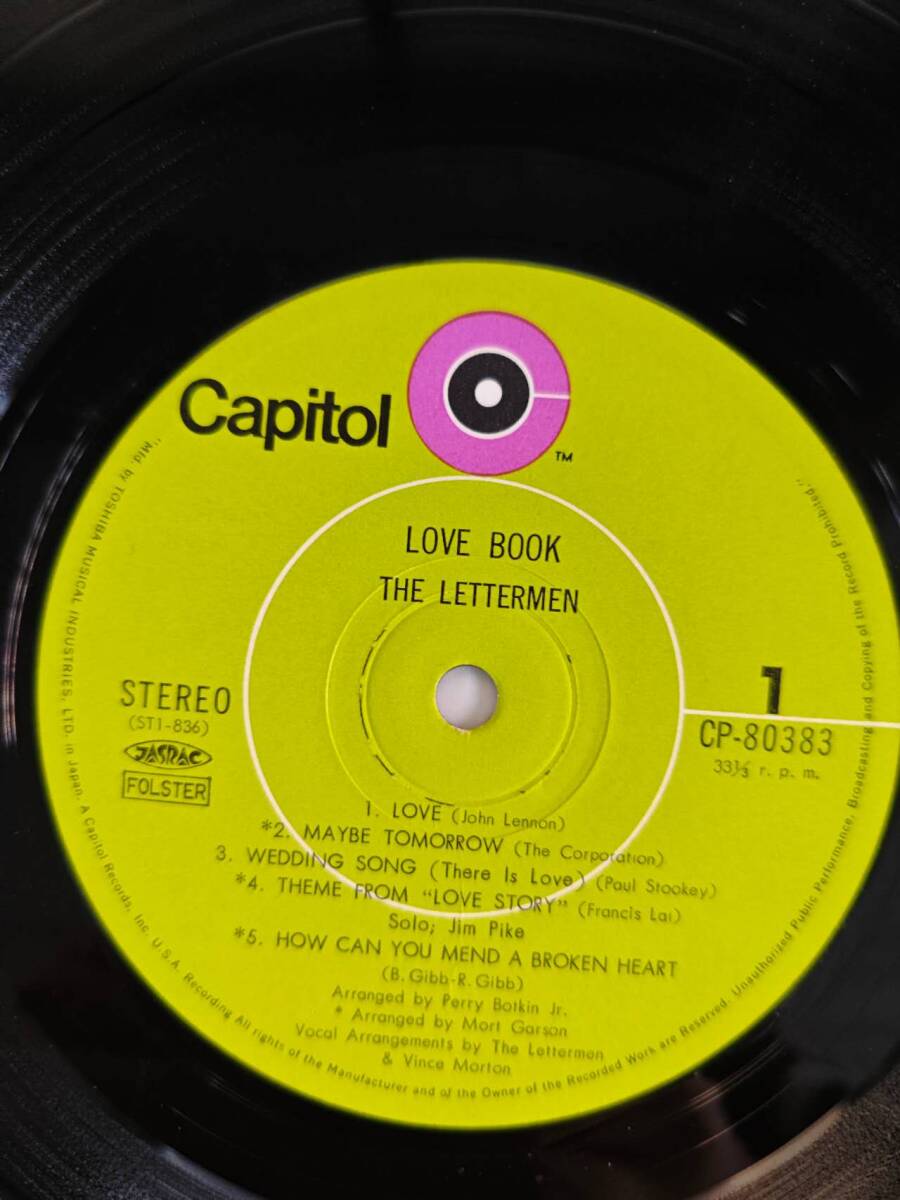 Capitol
TM
LOVE BOOK
THE LETTERMEN
STEREO
(ST1-836)
JASRAC
FOLSTER
1
CP-80383
33⅓ r. p. m.
1. LOVE (John Lennon)
*2. MAYBE TOMORROW (The Corporation)
3. WEDDING SONG (There Is Love) (Paul Stookey)
*4. THEME FROM "LOVE STORY" (Francis Lai)
Solo; Jim Pike
*5. HOW CAN YOU MEND A BROKEN HEART
(B. Gibb-R. Gibb)
Arranged by Perry Botkin Jr.
* Arranged by Mort Garson
Vocal Arrangements by The Lettermen
& Vince Morton
"Mfd. by TOSHIBA MUSICAL INDUSTRIES, LTD. in Japan. A Capitol Records, Inc. U.S.A. Recording All rights of the Manufacturer and of the Owner of the Recorded Work are Reserved. Unauthorized Public Performance, Broadcasting and Copying of the Record Prohibited."